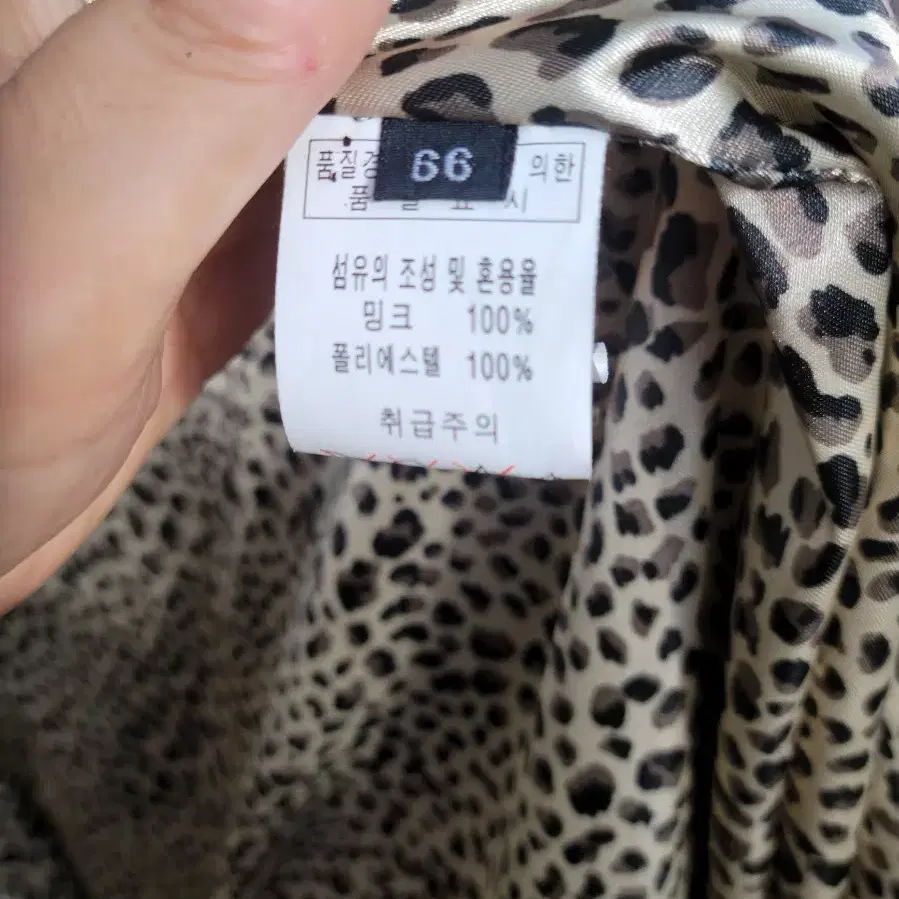 품질경 66 의한
품 질 표 시
섬유의 조성 및 혼용율
밍크 100%
폴리에스텔 100%
취급주의